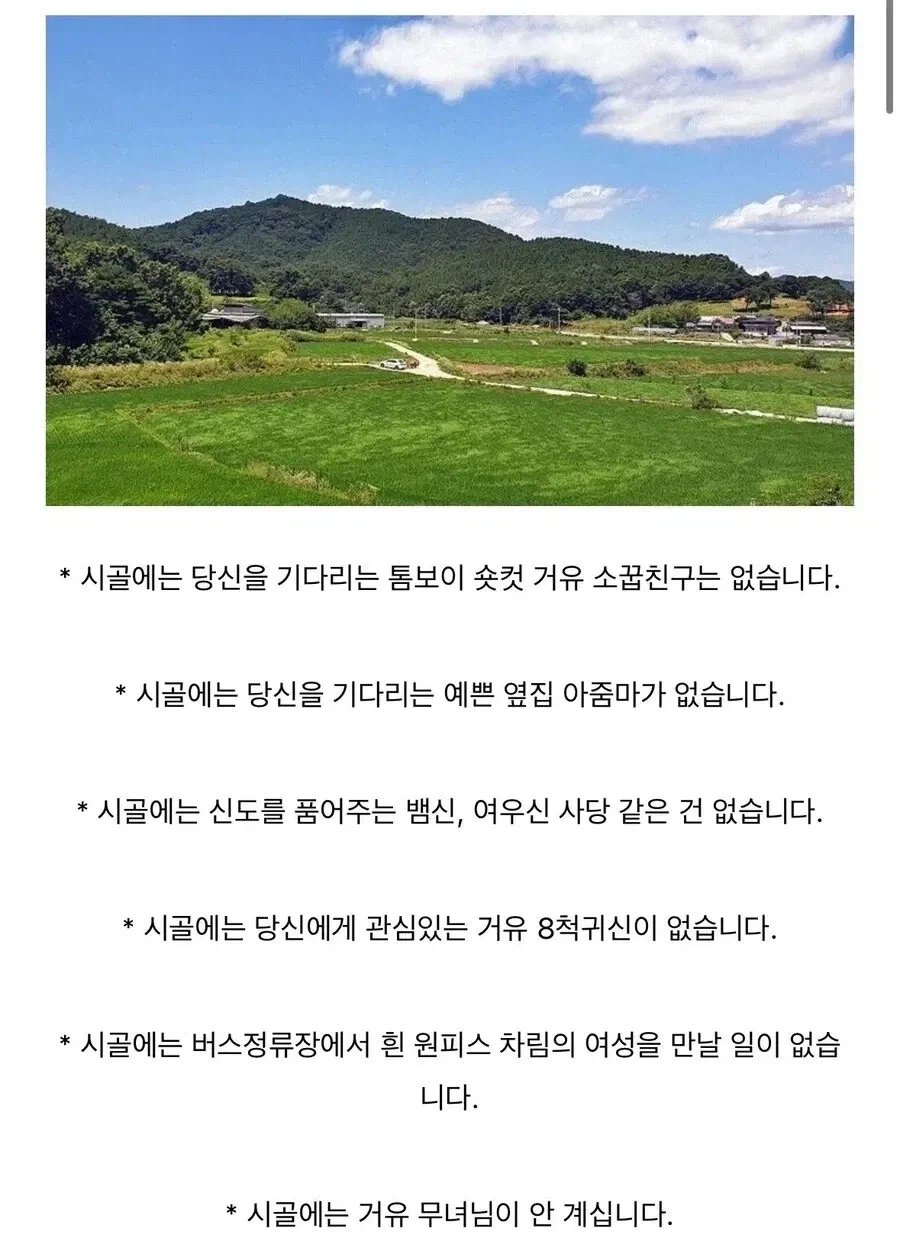 * 시골에는 당신을 기다리는 톰보이 숏컷 거유 소꿉친구는 없습니다.
* 시골에는 당신을 기다리는 예쁜 옆집 아줌마가 없습니다.
* 시골에는 신도를 품어주는 뱀신, 여우신 사당 같은 건 없습니다.
* 시골에는 당신에게 관심있는 거유 8척귀신이 없습니다.
* 시골에는 버스정류장에서 흰 원피스 차림의 여성을 만날 일이 없습
니다.
* 시골에는 거유 무녀님이 안 계십니다.